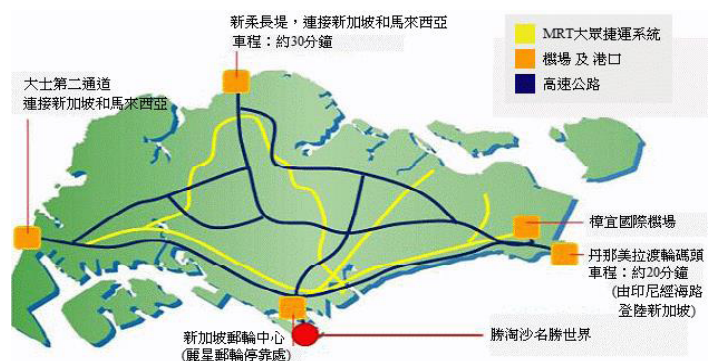 新柔長堤，連接新加坡和馬來西亞
車程：約30分鐘
MRT大眾捷運系統
機場 及 港口
高速公路
大士第二通道
連接新加坡和馬來西亞
樟宜國際機場
丹那美拉渡輪碼頭
車程：約20分鐘
(由印尼經海路
登陸新加坡)
新加坡郵輪中心
(麗星郵輪停靠處)
勝淘沙名勝世界